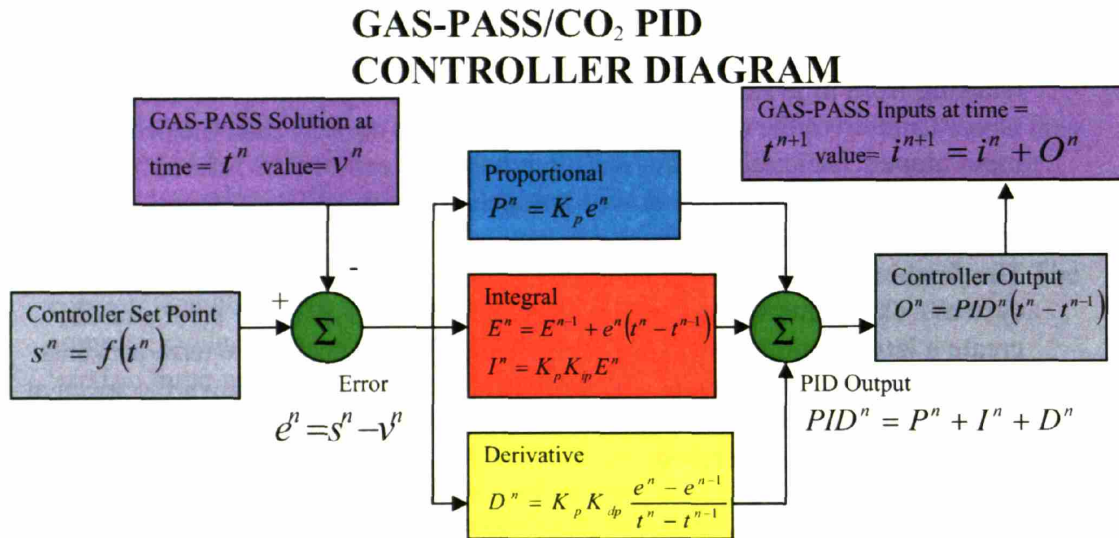 GAS-PASS/CO₂ PID
CONTROLLER DIAGRAM
GAS-PASS Solution at
time = tⁿ value= vⁿ
GAS-PASS Inputs at time =
tⁿ⁺¹ value= iⁿ⁺¹ = iⁿ + Oⁿ
Proportional
Pⁿ = K_p eⁿ
-
+
Controller Set Point
sⁿ = f(tⁿ)
Σ
Error
eⁿ = sⁿ − vⁿ
Integral
Eⁿ = Eⁿ⁻¹ + eⁿ(tⁿ − tⁿ⁻¹)
Iⁿ = K_p K_ip Eⁿ
Σ
PID Output
PIDⁿ = Pⁿ + Iⁿ + Dⁿ
Controller Output
Oⁿ = PIDⁿ(tⁿ − tⁿ⁻¹)
Derivative
Dⁿ = K_p K_dp (eⁿ − eⁿ⁻¹)/(tⁿ − tⁿ⁻¹)